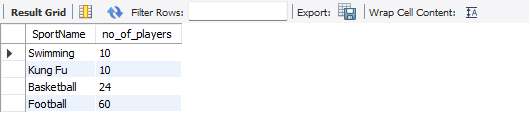 Result Grid Filter Rows: Export: Wrap Cell Content:
SportName no_of_players
Swimming 10
Kung Fu 10
Basketball 24
Football 60